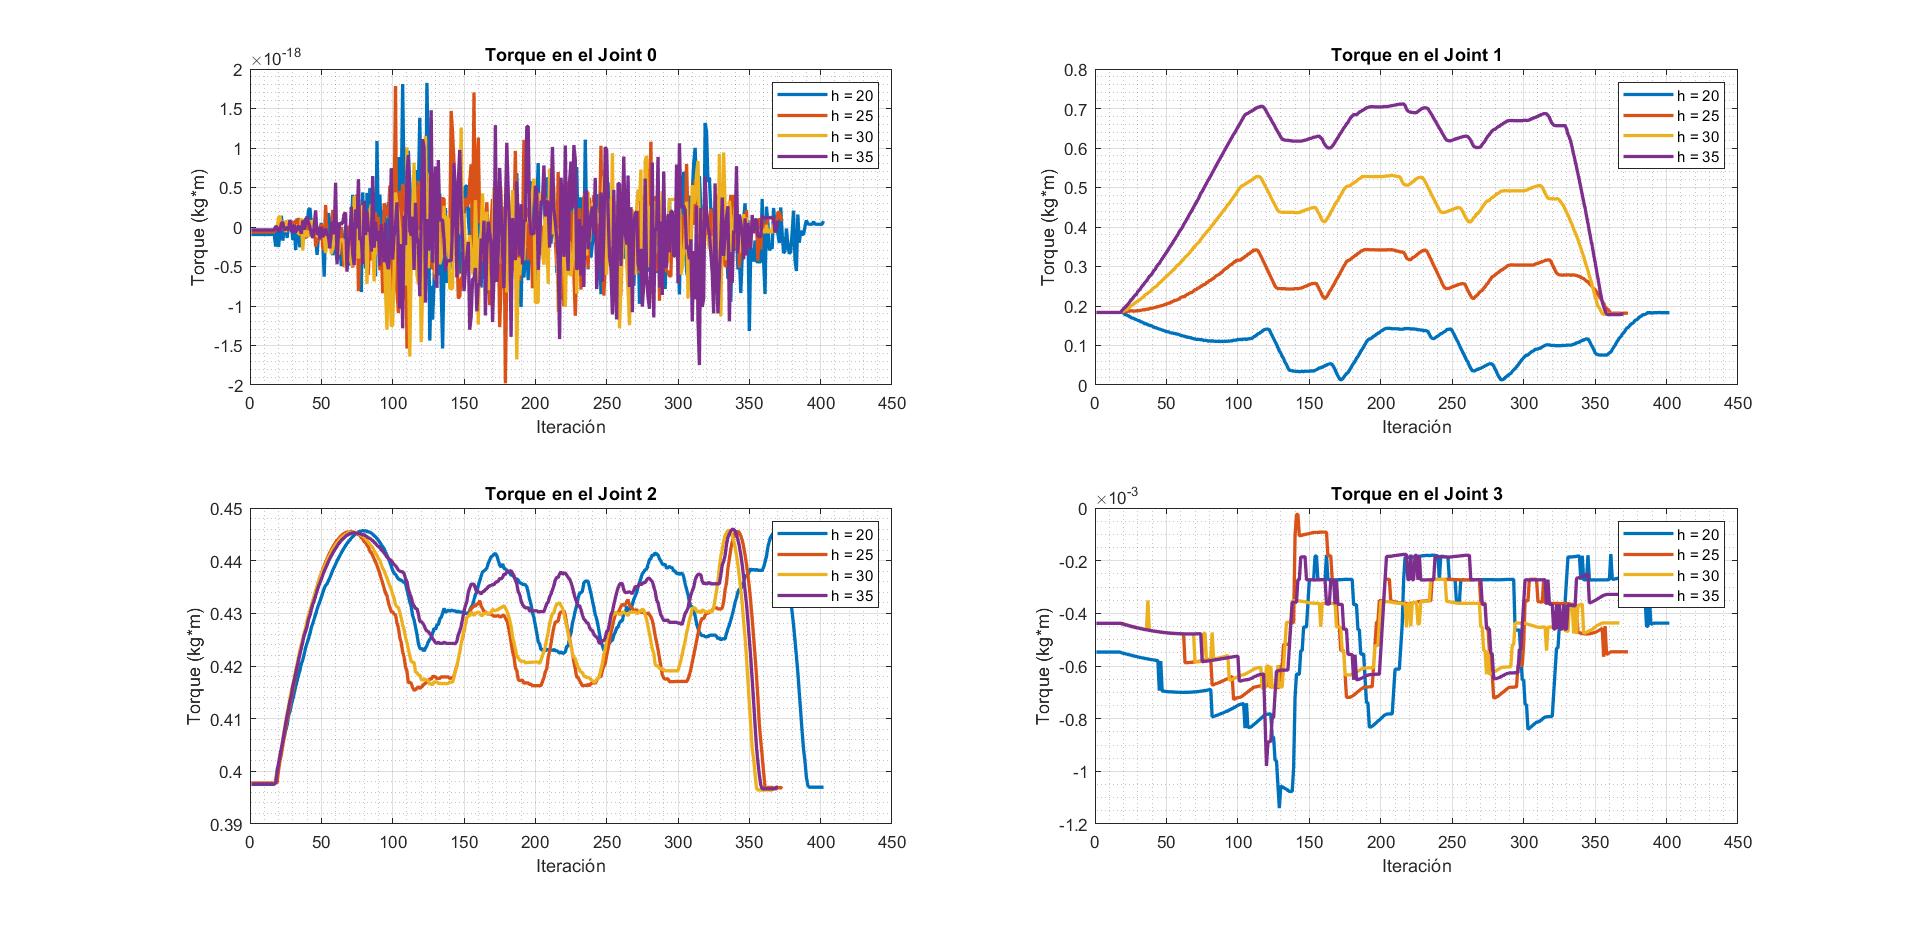 Torque en el Joint 0
×10-18
Torque (kg*m)
2
1.5
1
0.5
0
-0.5
-1
-1.5
-2
0 50 100 150 200 250 300 350 400 450
Iteración
h = 20
h = 25
h = 30
h = 35
Torque en el Joint 1
Torque (kg*m)
0.8
0.7
0.6
0.5
0.4
0.3
0.2
0.1
0
0 50 100 150 200 250 300 350 400 450
Iteración
h = 20
h = 25
h = 30
h = 35
Torque en el Joint 2
Torque (kg*m)
0.45
0.44
0.43
0.42
0.41
0.4
0.39
0 50 100 150 200 250 300 350 400 450
Iteración
h = 20
h = 25
h = 30
h = 35
Torque en el Joint 3
×10-3
Torque (kg*m)
0
-0.2
-0.4
-0.6
-0.8
-1
-1.2
0 50 100 150 200 250 300 350 400 450
Iteración
h = 20
h = 25
h = 30
h = 35